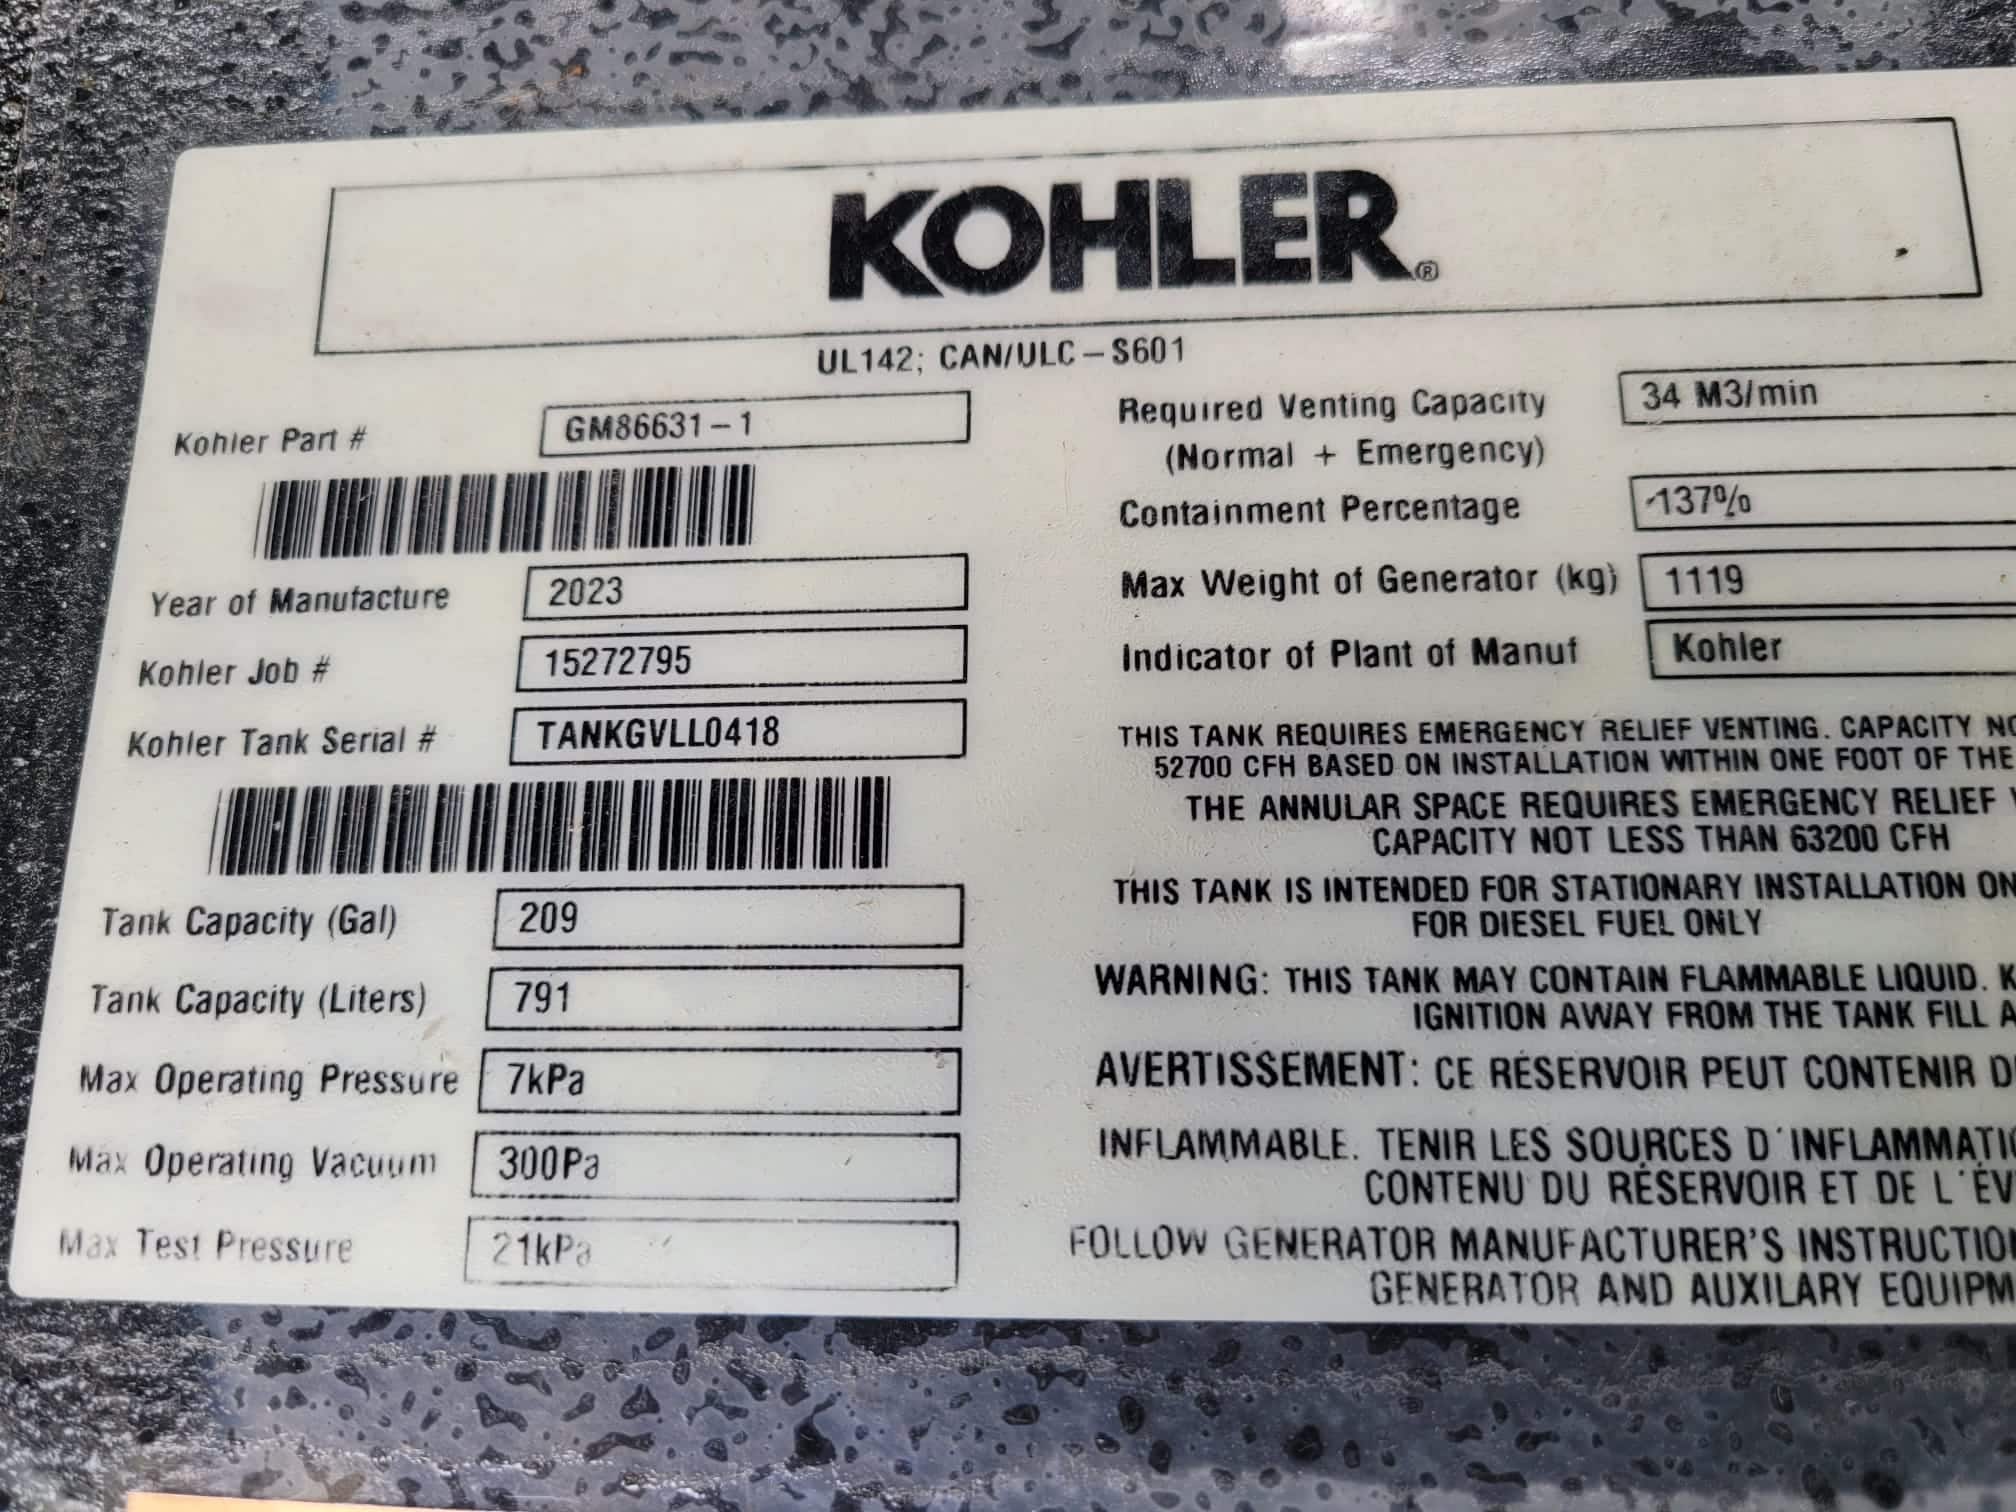 KOHLER®
UL142; CAN/ULC-S601
Kohler Part # GM86631-1
Year of Manufacture 2023
Kohler Job # 15272795
Kohler Tank Serial # TANKGVLL0418
Tank Capacity (Gal) 209
Tank Capacity (Liters) 791
Max Operating Pressure 7kPa
Max Operating Vacuum 300Pa
Max Test Pressure 21kPa
Required Venting Capacity 34 M3/min
(Normal + Emergency)
Containment Percentage 137%
Max Weight of Generator (kg) 1119
Indicator of Plant of Manuf Kohler
THIS TANK REQUIRES EMERGENCY RELIEF VENTING. CAPACITY
52700 CFH BASED ON INSTALLATION WITHIN ONE FOOT OF THE
THE ANNULAR SPACE REQUIRES EMERGENCY RELIEF
CAPACITY NOT LESS THAN 63200 CFH
THIS TANK IS INTENDED FOR STATIONARY INSTALLATION
FOR DIESEL FUEL ONLY
WARNING: THIS TANK MAY CONTAIN FLAMMABLE LIQUID.
IGNITION AWAY FROM THE TANK FILL
AVERTISSEMENT: CE RÉSERVOIR PEUT CONTENIR
INFLAMMABLE. TENIR LES SOURCES
CONTENU DU RÉSERVOIR ET DE
FOLLOW GENERATOR MANUFACTURER'S
GENERATOR AND AUXILARY